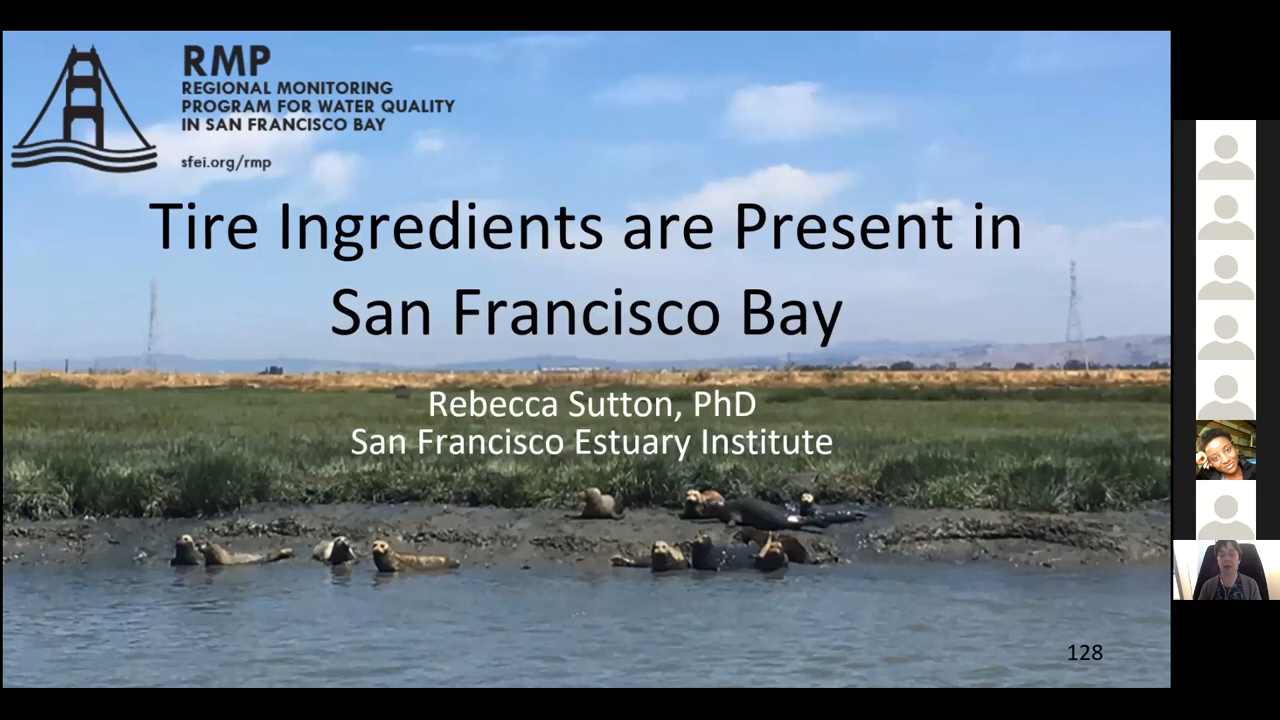 RMP
REGIONAL MONITORING
PROGRAM FOR WATER QUALITY
IN SAN FRANCISCO BAY
sfei.org/rmp
Tire Ingredients are Present in
San Francisco Bay
Rebecca Sutton, PhD
San Francisco Estuary Institute
128